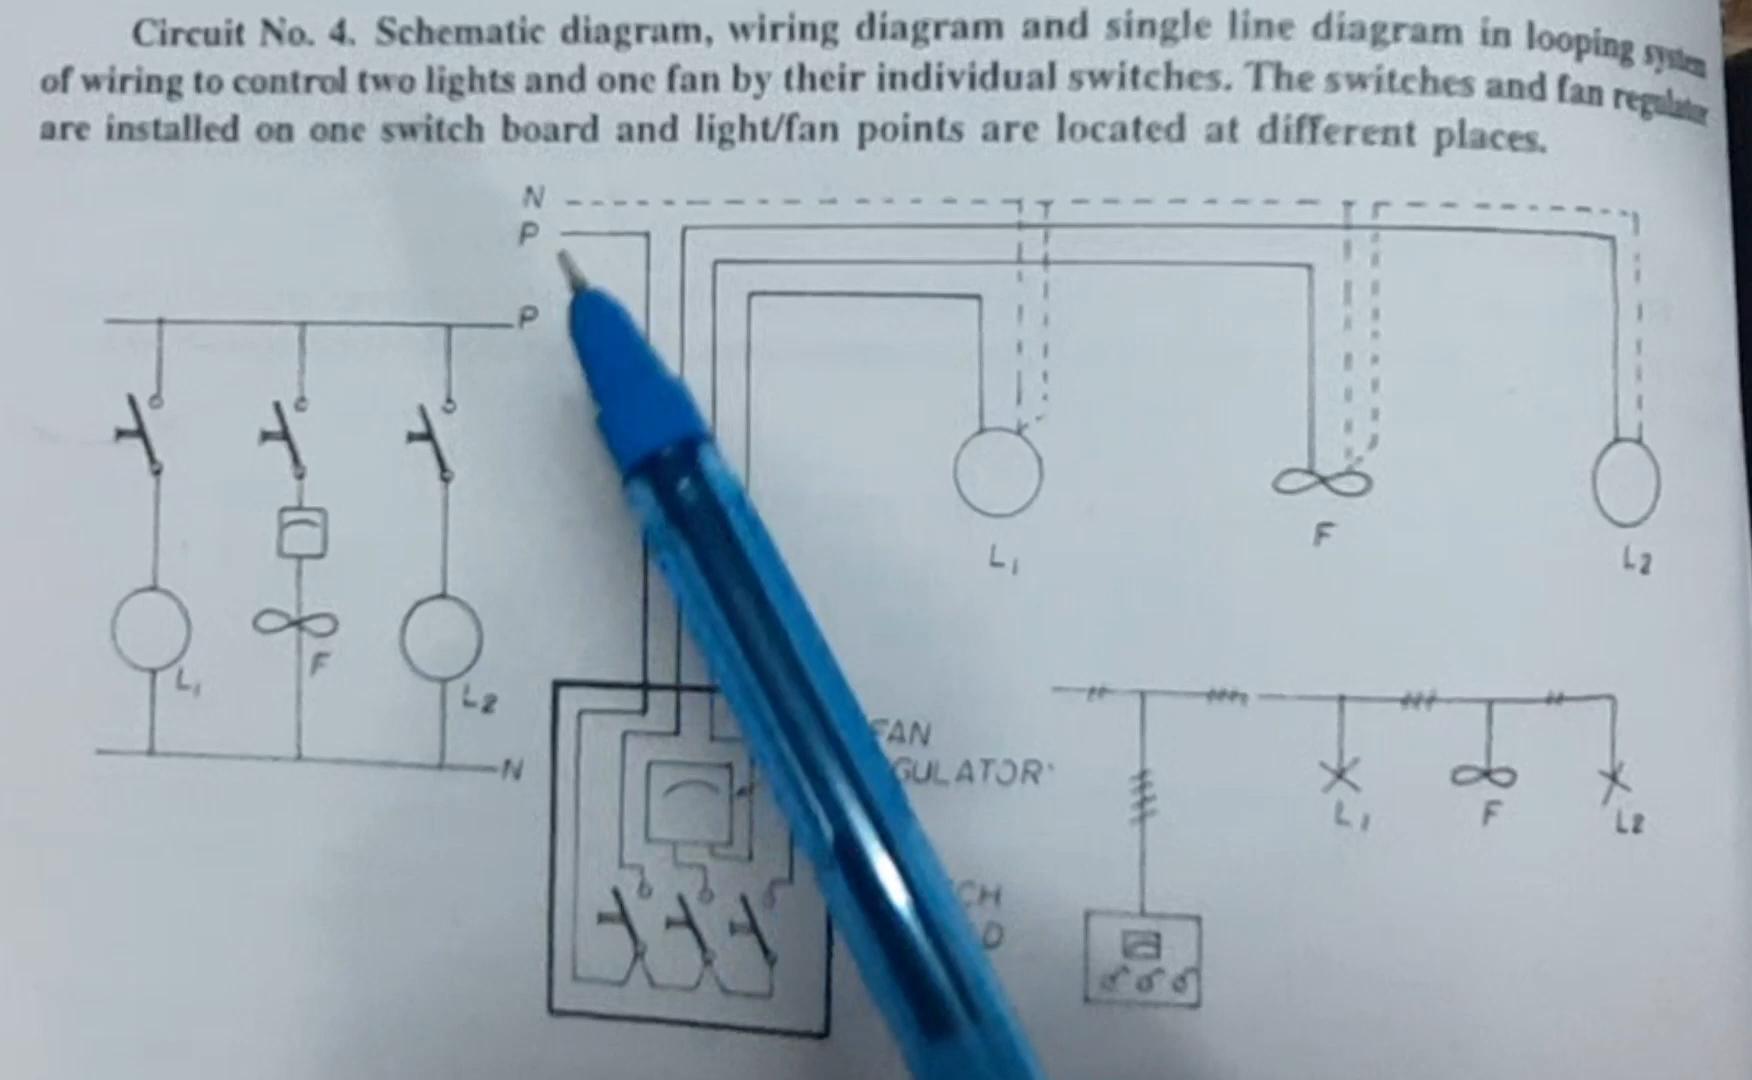 Circuit No. 4. Schematic diagram, wiring diagram and single line diagram in looping system
of wiring to control two lights and one fan by their individual switches. The switches and fan regulator
are installed on one switch board and light/fan points are located at different places.
N
P
P
L1
F
L2
N
L1
F
L2
FAN
GULATOR
CH
D
L1
F
L2